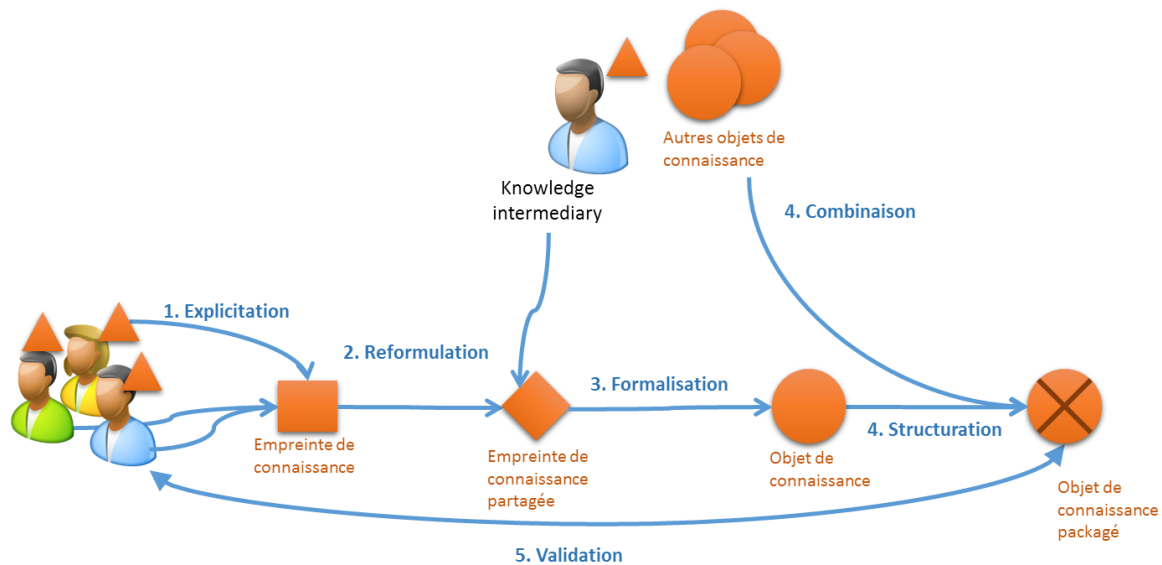 Autres objets de
connaissance
Knowledge
intermediary
4. Combinaison
1. Explicitation
2. Reformulation
3. Formalisation
4. Structuration
Empreinte de
connaissance
Empreinte de
connaissance
partagée
Objet de
connaissance
Objet de
connaissance
packagé
5. Validation